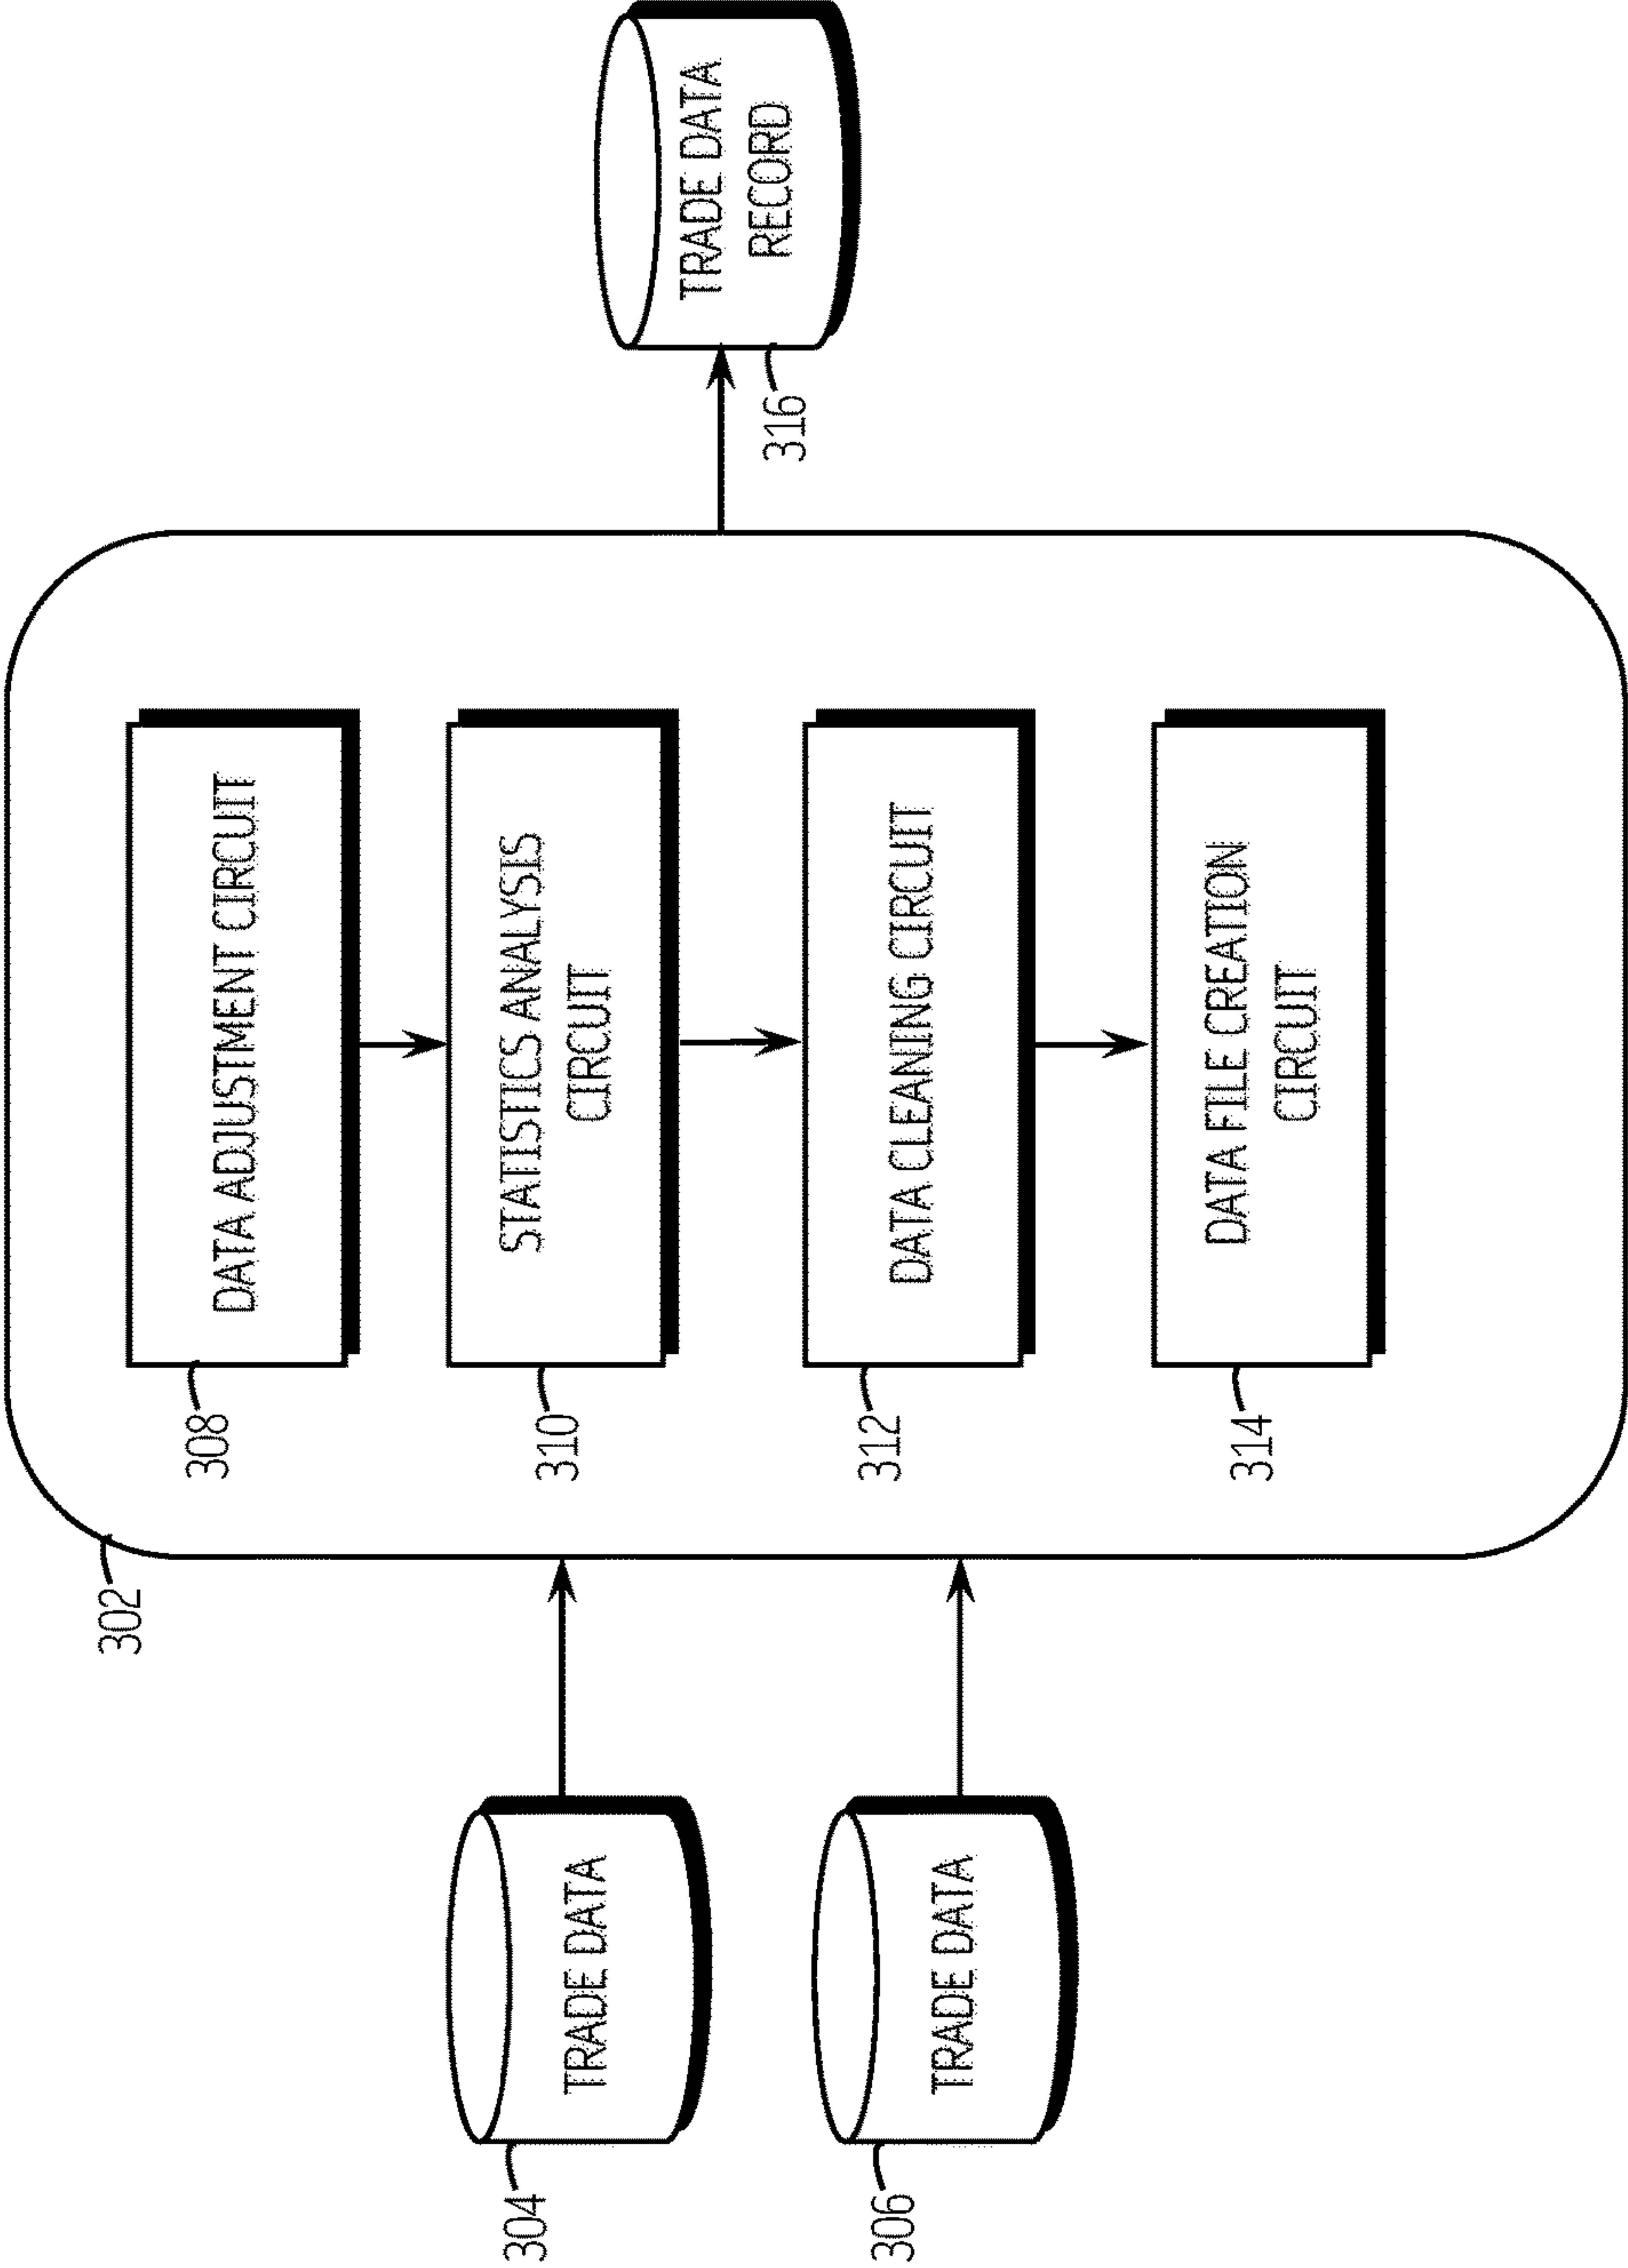 302
308
DATA ADJUSTMENT CIRCUIT
310
STATISTICS ANALYSIS
CIRCUIT
312
DATA CLEANING CIRCUIT
314
DATA FILE CREATION
CIRCUIT
304
TRADE DATA
306
TRADE DATA
316
TRADE DATA
RECORD